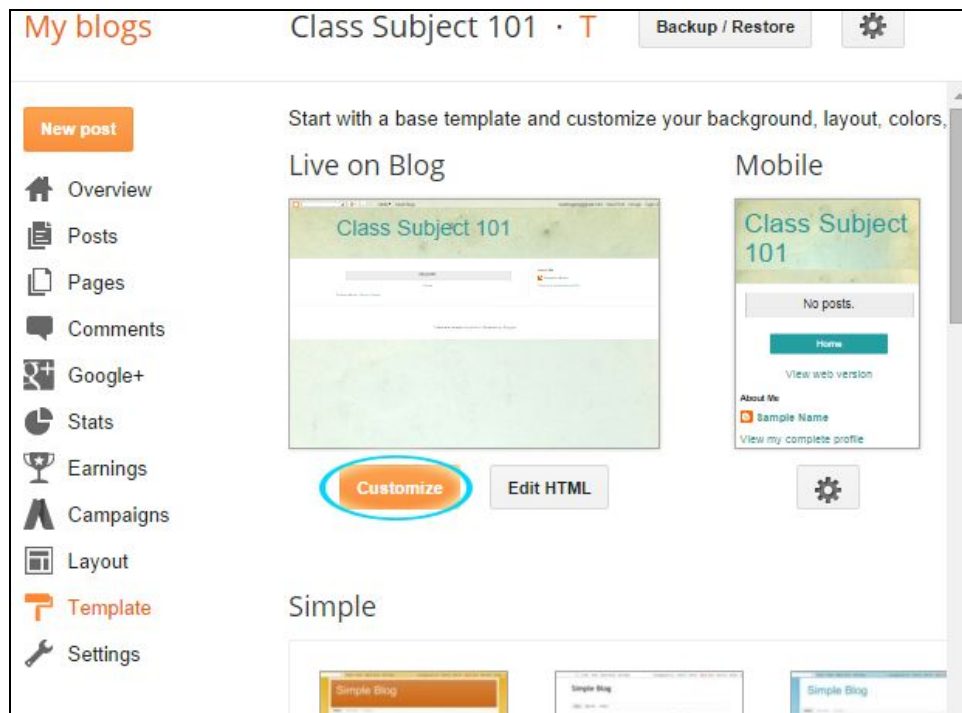 My blogs
Class Subject 101 · T
Backup / Restore
New post
Overview
Posts
Pages
Comments
Google+
Stats
Earnings
Campaigns
Layout
Template
Settings
Start with a base template and customize your background, layout, colors,
Live on Blog
Class Subject 101
Customize
Edit HTML
Mobile
Class Subject
101
No posts.
Home
View web version
About Me
Sample Name
View my complete profile
Simple
Simple Blog
Simple Blog
Simple Blog